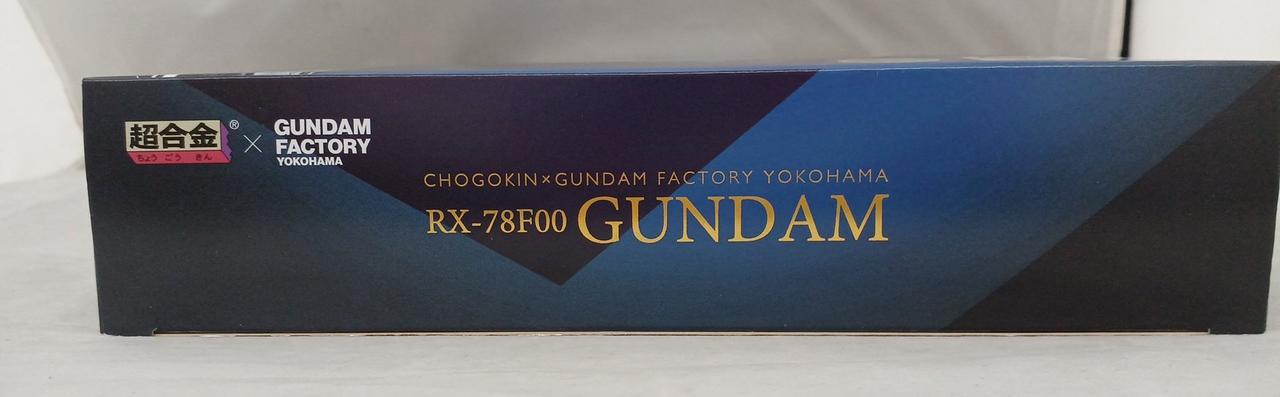 超合金®
ちょう ごう きん
×
GUNDAM
FACTORY
YOKOHAMA
CHOGOKIN×GUNDAM FACTORY YOKOHAMA
RX-78F00 GUNDAM